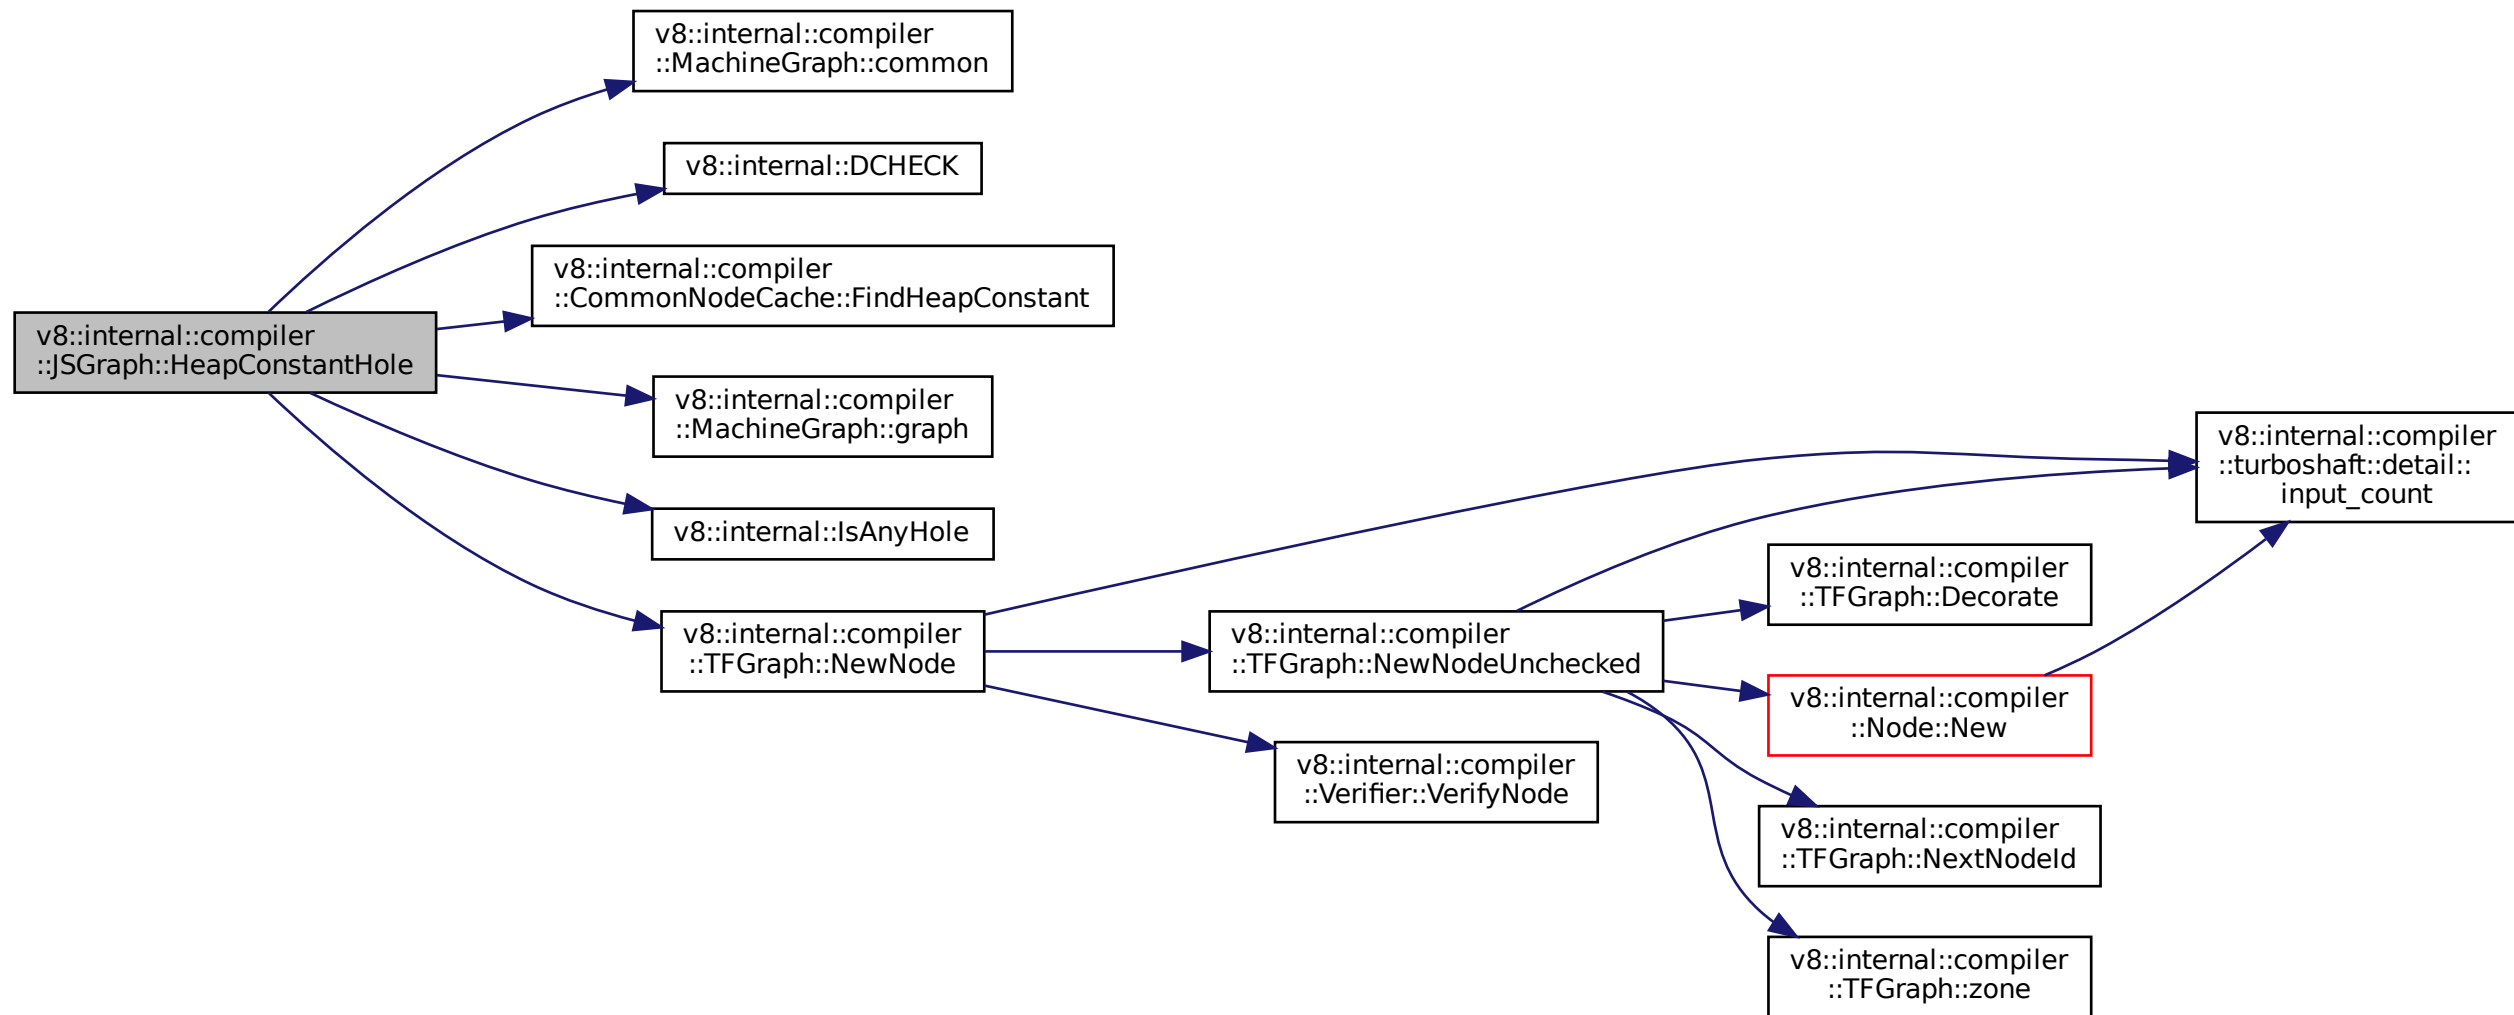 v8::internal::compiler
::JSGraph::HeapConstantHole
v8::internal::compiler
::MachineGraph::common
v8::internal::DCHECK
v8::internal::compiler
::CommonNodeCache::FindHeapConstant
v8::internal::compiler
::MachineGraph::graph
v8::internal::IsAnyHole
v8::internal::compiler
::TFGraph::NewNode
v8::internal::compiler
::TFGraph::NewNodeUnchecked
v8::internal::compiler
::Verifier::VerifyNode
v8::internal::compiler
::turboshaft::detail::
input_count
v8::internal::compiler
::TFGraph::Decorate
v8::internal::compiler
::Node::New
v8::internal::compiler
::TFGraph::NextNodeId
v8::internal::compiler
::TFGraph::zone